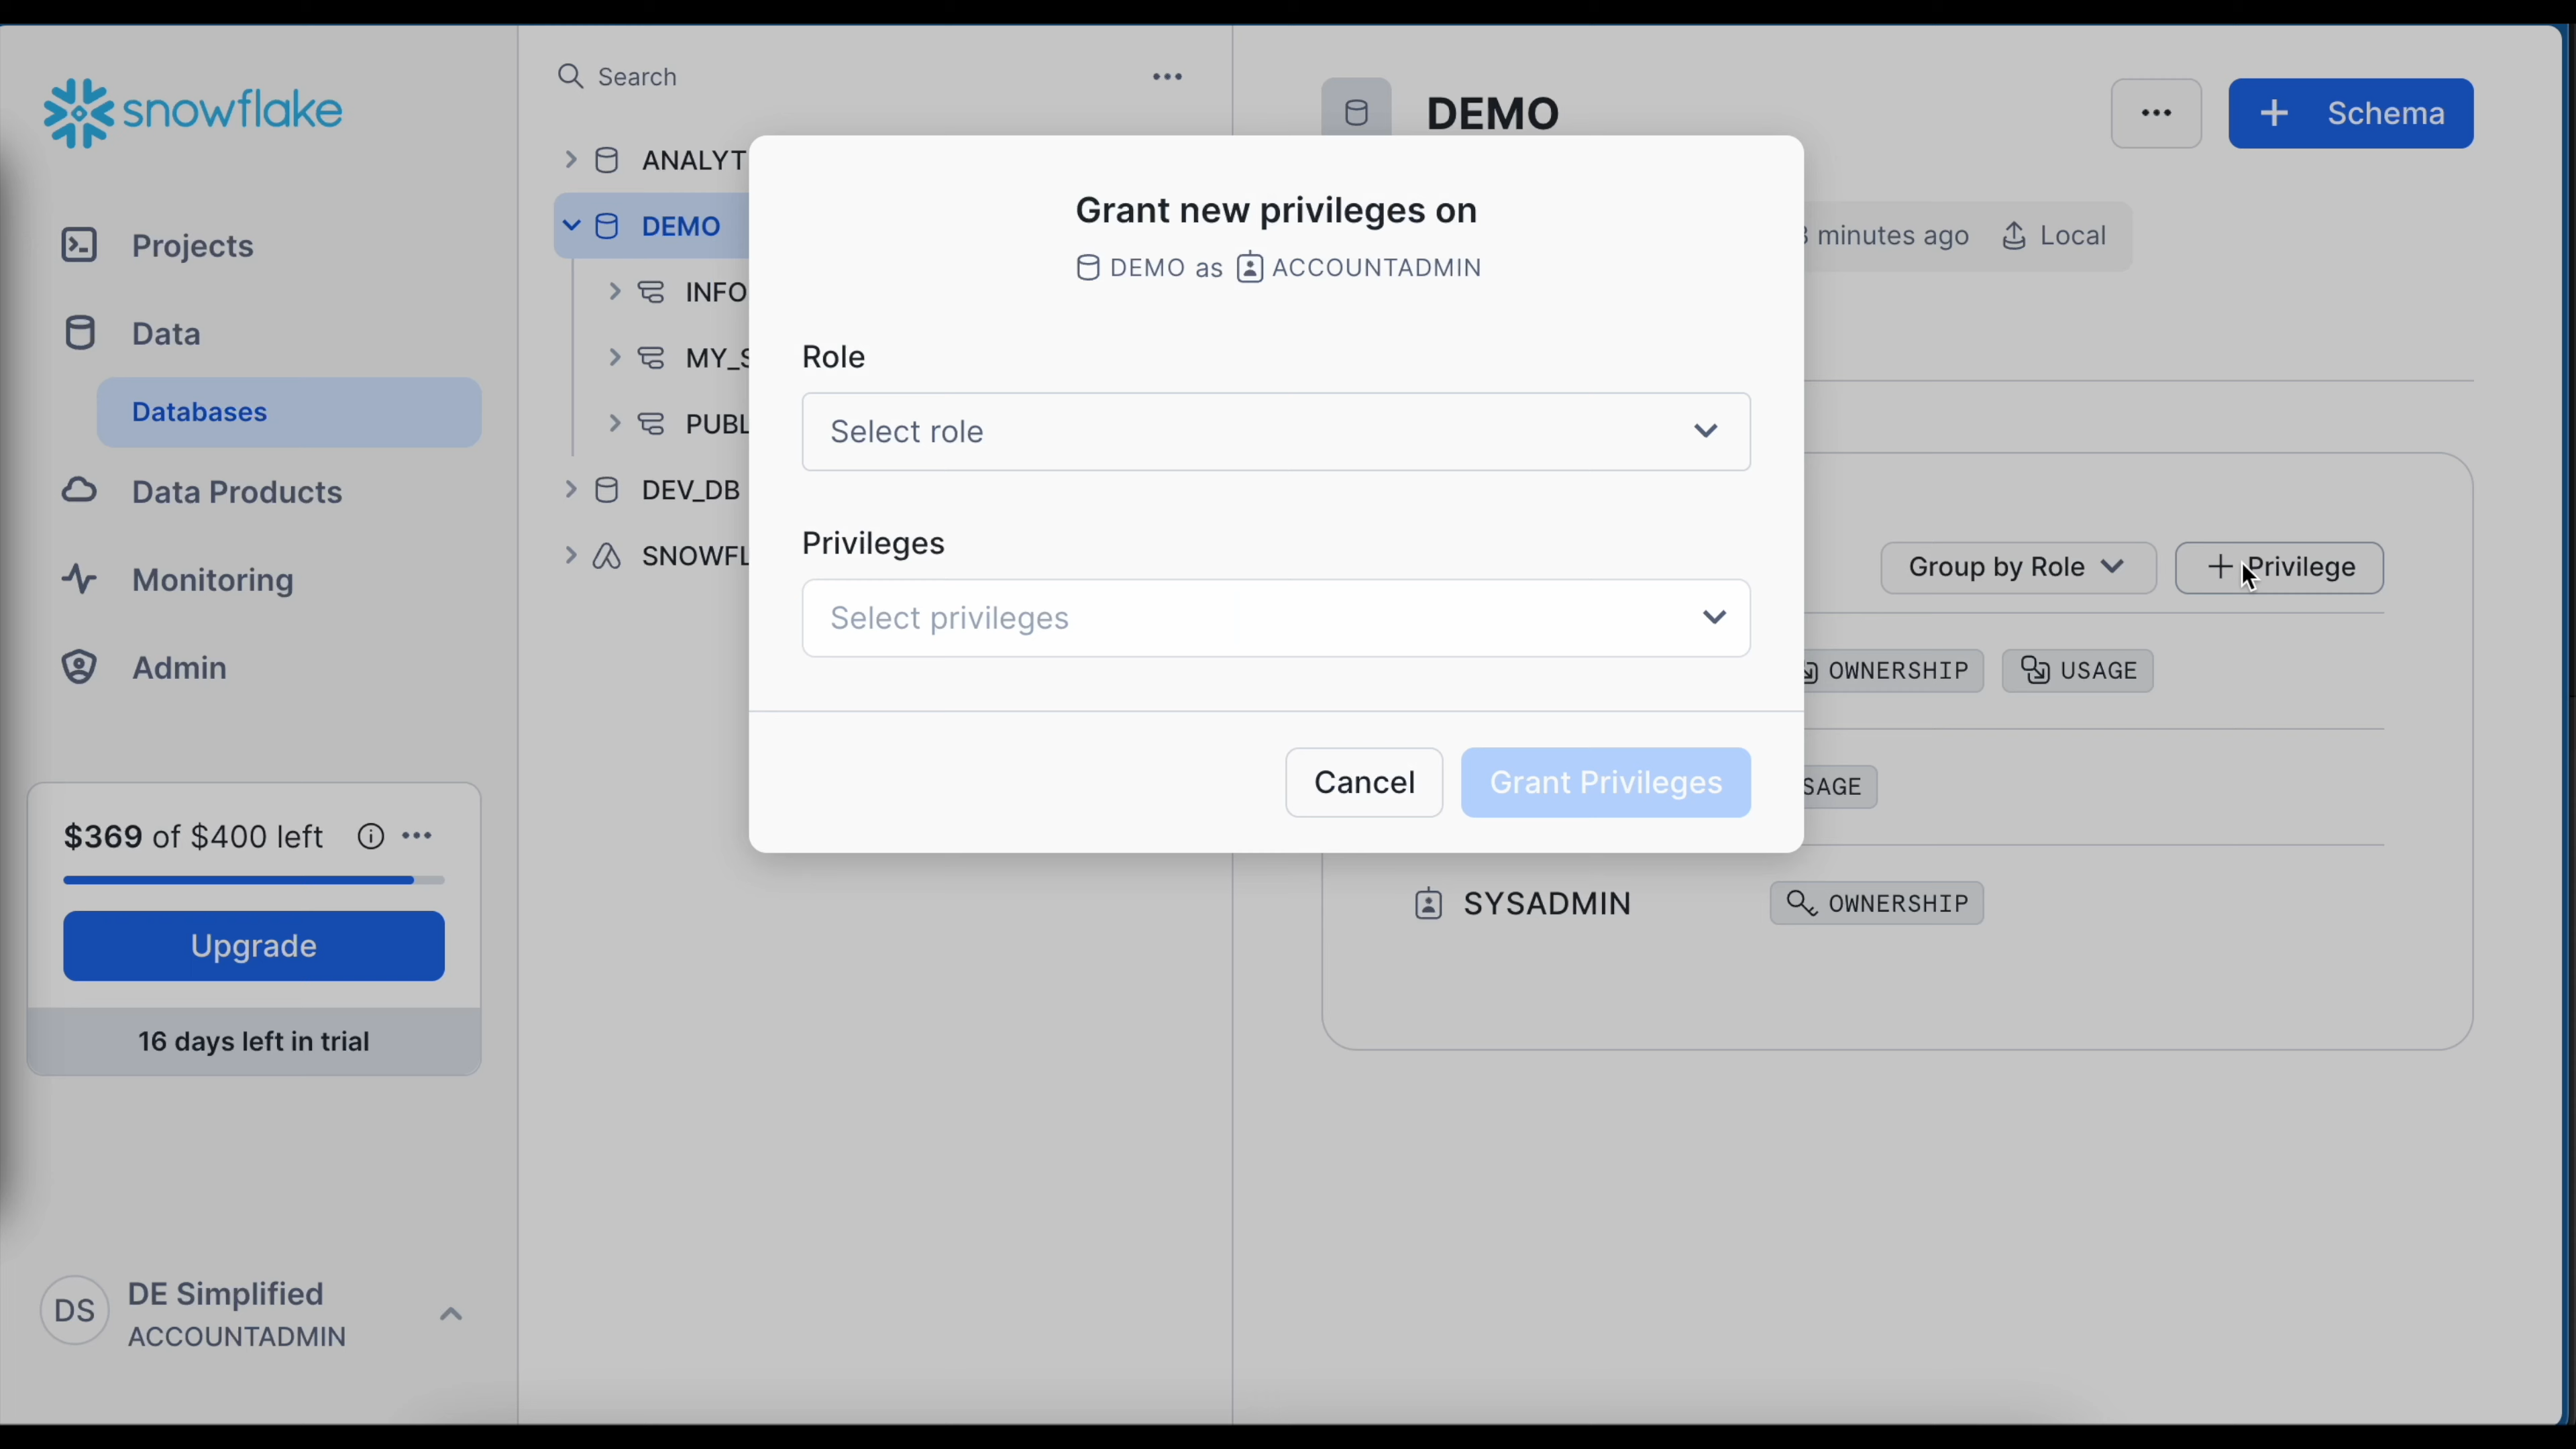 snowflake
Projects
Data
Databases
Data Products
Monitoring
Admin
$369 of $400 left
Upgrade
16 days left in trial
DS
DE Simplified
ACCOUNTADMIN
Search
ANALYT
DEMO
INFO
MY_S
PUBL
DEV_DB
SNOWFL
DEMO
Schema
minutes ago
Local
Group by Role
Privilege
OWNERSHIP
USAGE
SAGE
SYSADMIN
OWNERSHIP
Grant new privileges on
DEMO as ACCOUNTADMIN
Role
Select role
Privileges
Select privileges
Cancel
Grant Privileges